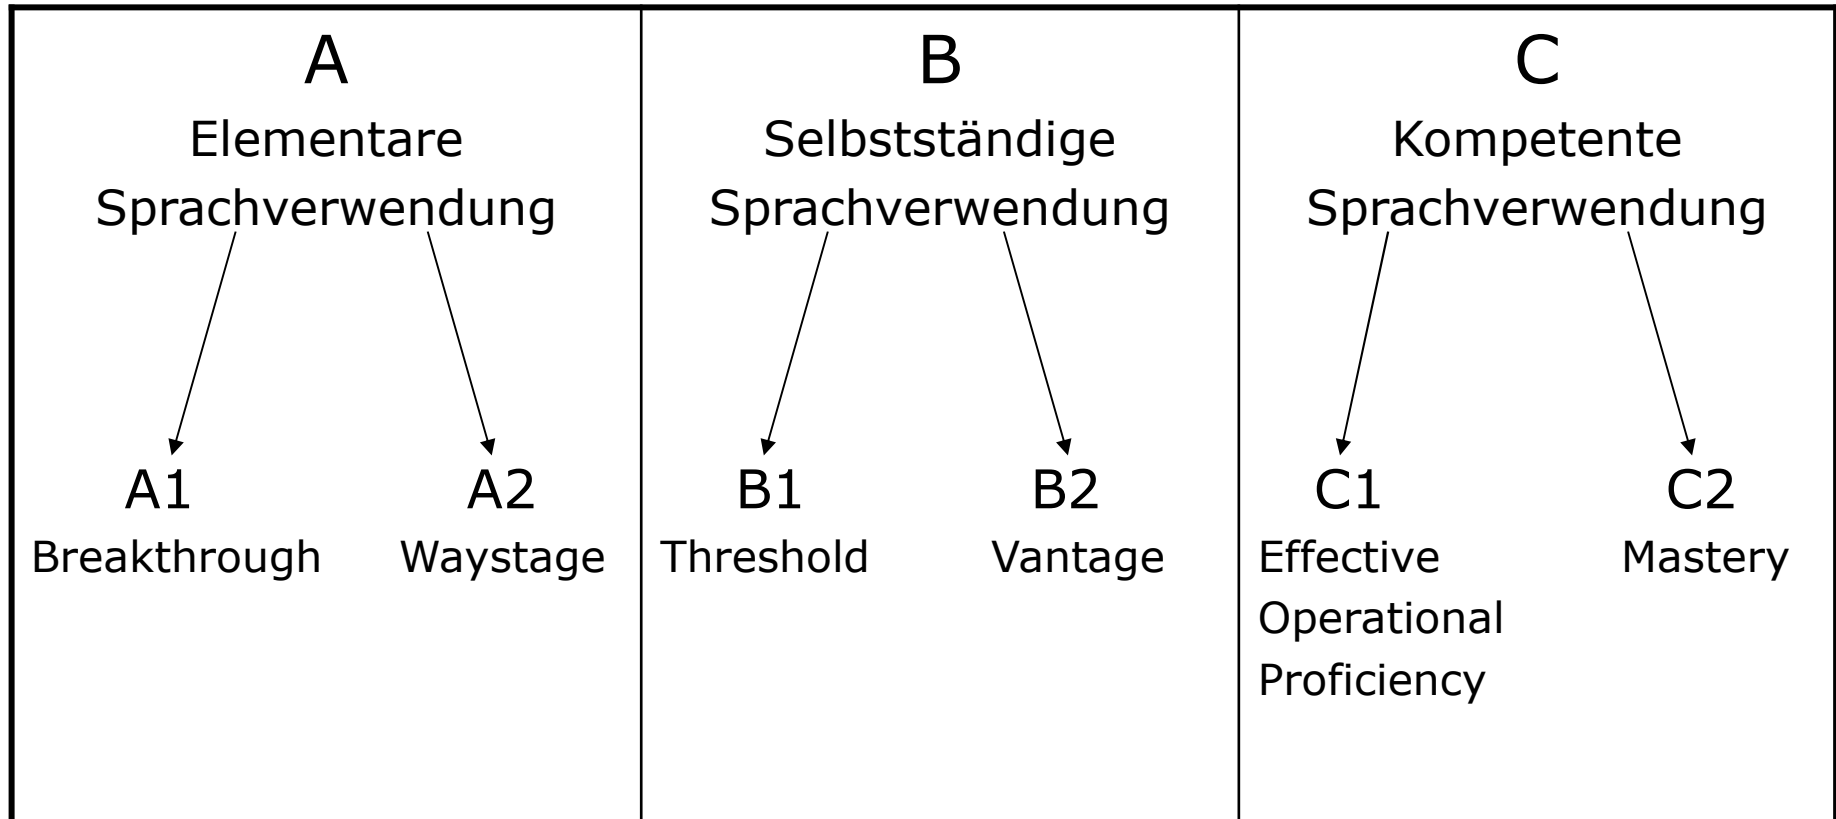 A
Elementare
Sprachverwendung
A1
Breakthrough
A2
Waystage
B
Selbstständige
Sprachverwendung
B1
Threshold
B2
Vantage
C
Kompetente
Sprachverwendung
C1
Effective
Operational
Proficiency
C2
Mastery